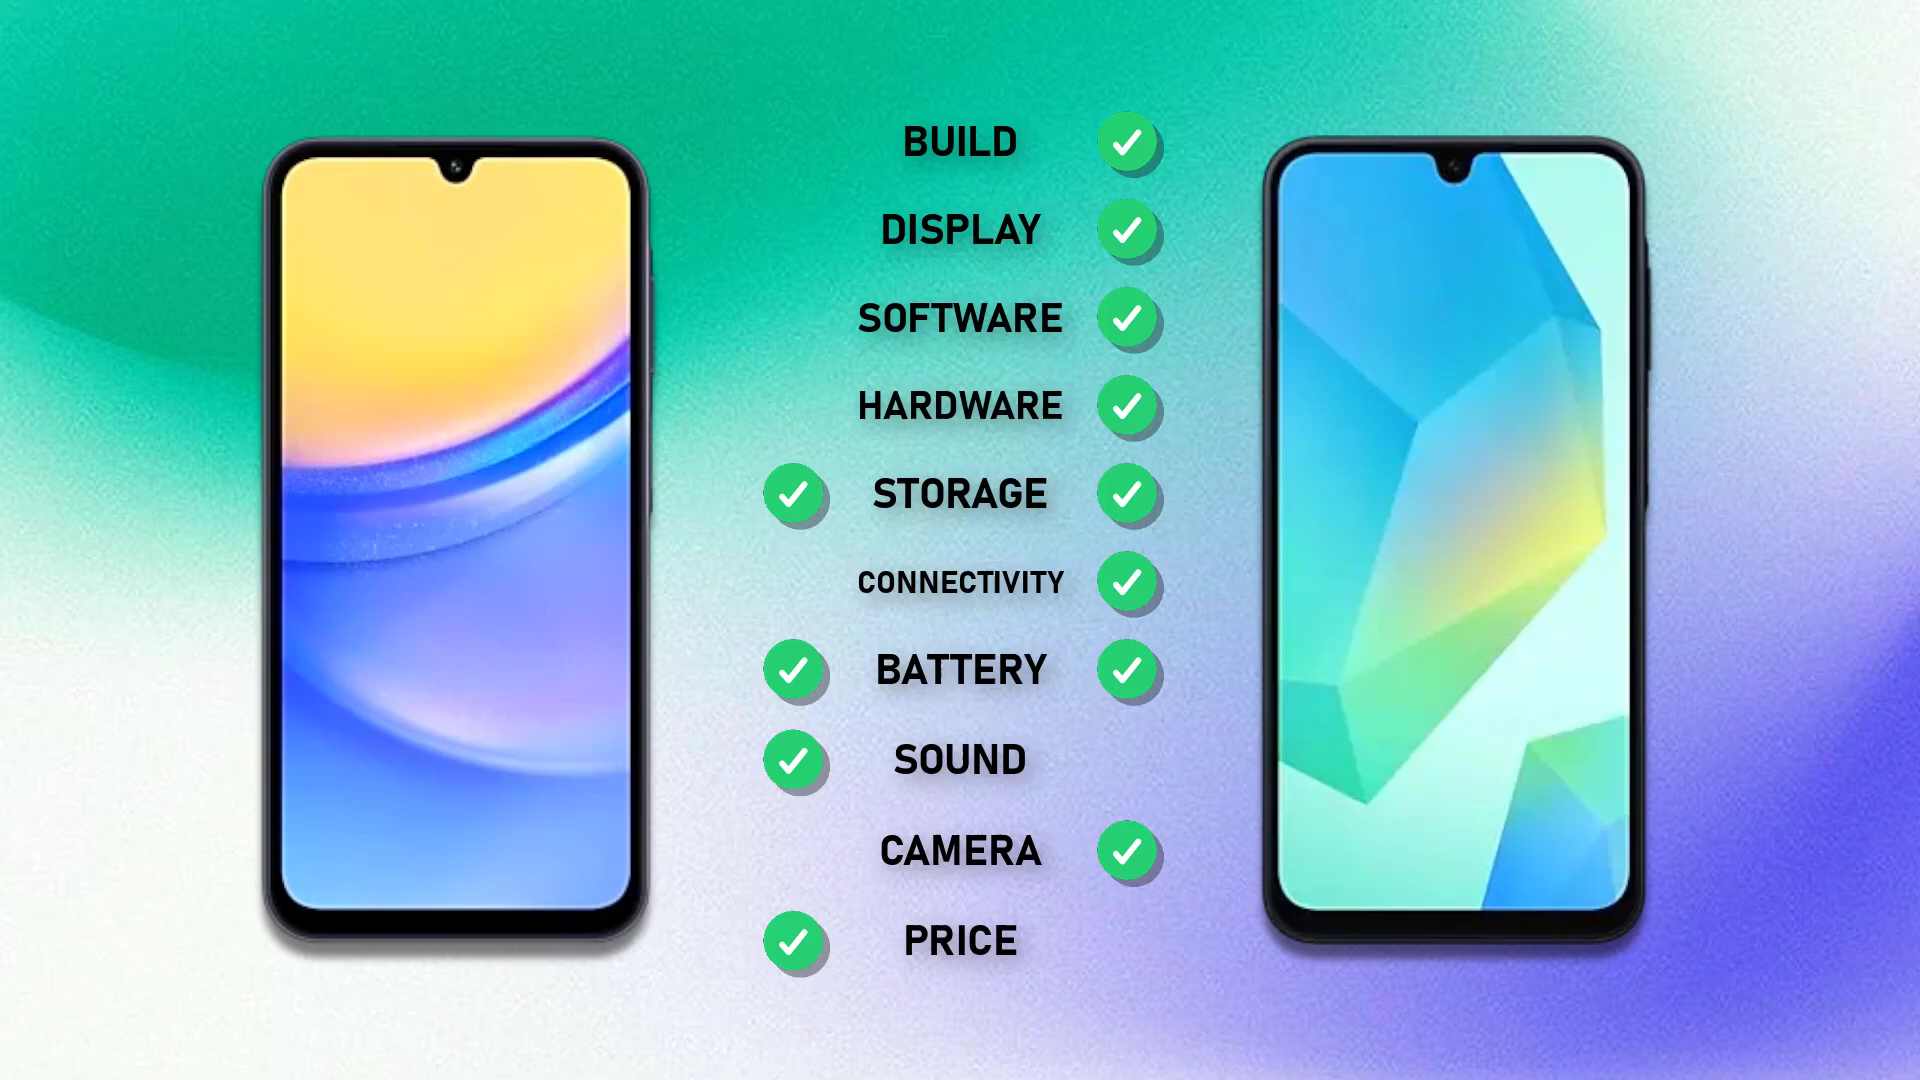 BUILD
DISPLAY
SOFTWARE
HARDWARE
STORAGE
CONNECTIVITY
BATTERY
SOUND
CAMERA
PRICE